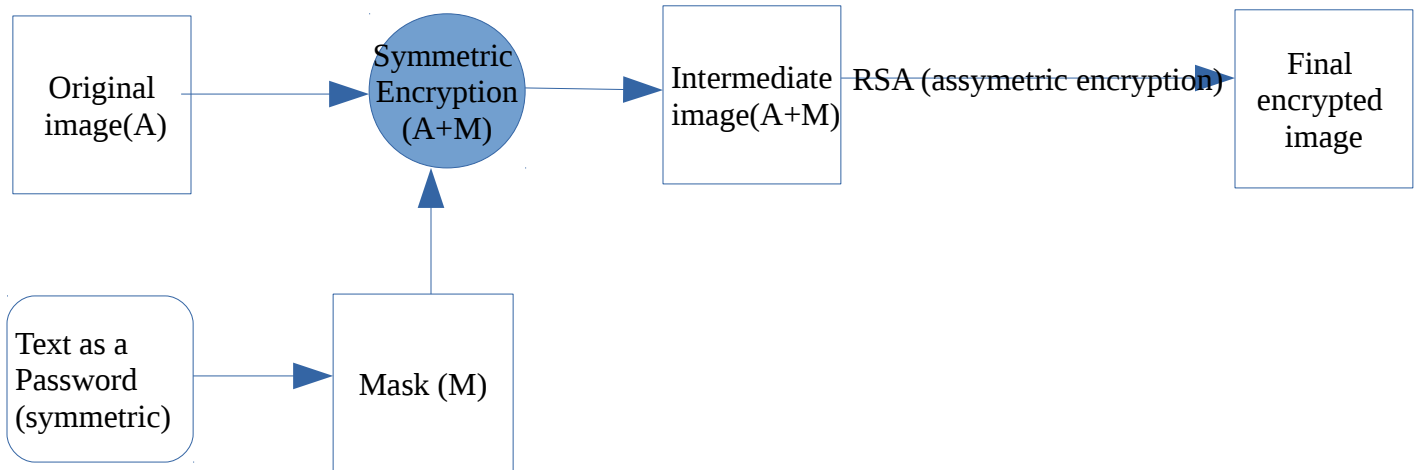 Original
image(A)
Symmetric
Encryption
(A+M)
Intermediate
image(A+M)
RSA (assymetric encryption)
Final
encrypted
image
Text as a
Password
(symmetric)
Mask (M)